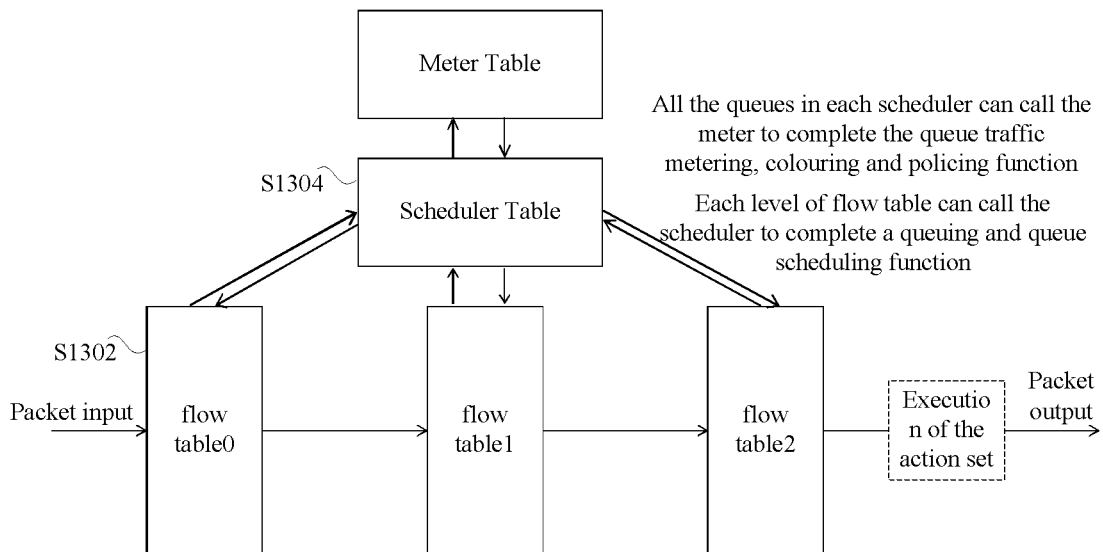 Meter Table
All the queues in each scheduler can call the
meter to complete the queue traffic
metering, colouring and policing function
S1304
Scheduler Table
Each level of flow table can call the
scheduler to complete a queuing and queue
scheduling function
S1302
Packet input
flow
table0
flow
table1
flow
table2
Executio
n of the
action set
Packet
output